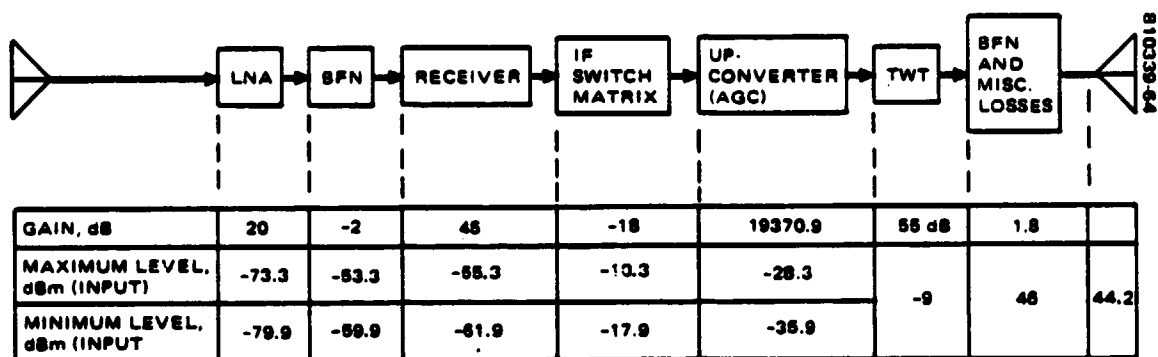 LNA
BFN
RECEIVER
IF
SWITCH
MATRIX
UP-
CONVERTER
(AGC)
TWT
BFN
AND
MISC.
LOSSES
81039-64
GAIN, dB 20 -2 45 -18 19370.9 55 dB 1.8
MAXIMUM LEVEL, dBm (INPUT) -73.3 -53.3 -55.3 -10.3 -28.3 -9 46 44.2
MINIMUM LEVEL, dBm (INPUT -79.9 -59.9 -61.9 -17.9 -35.9